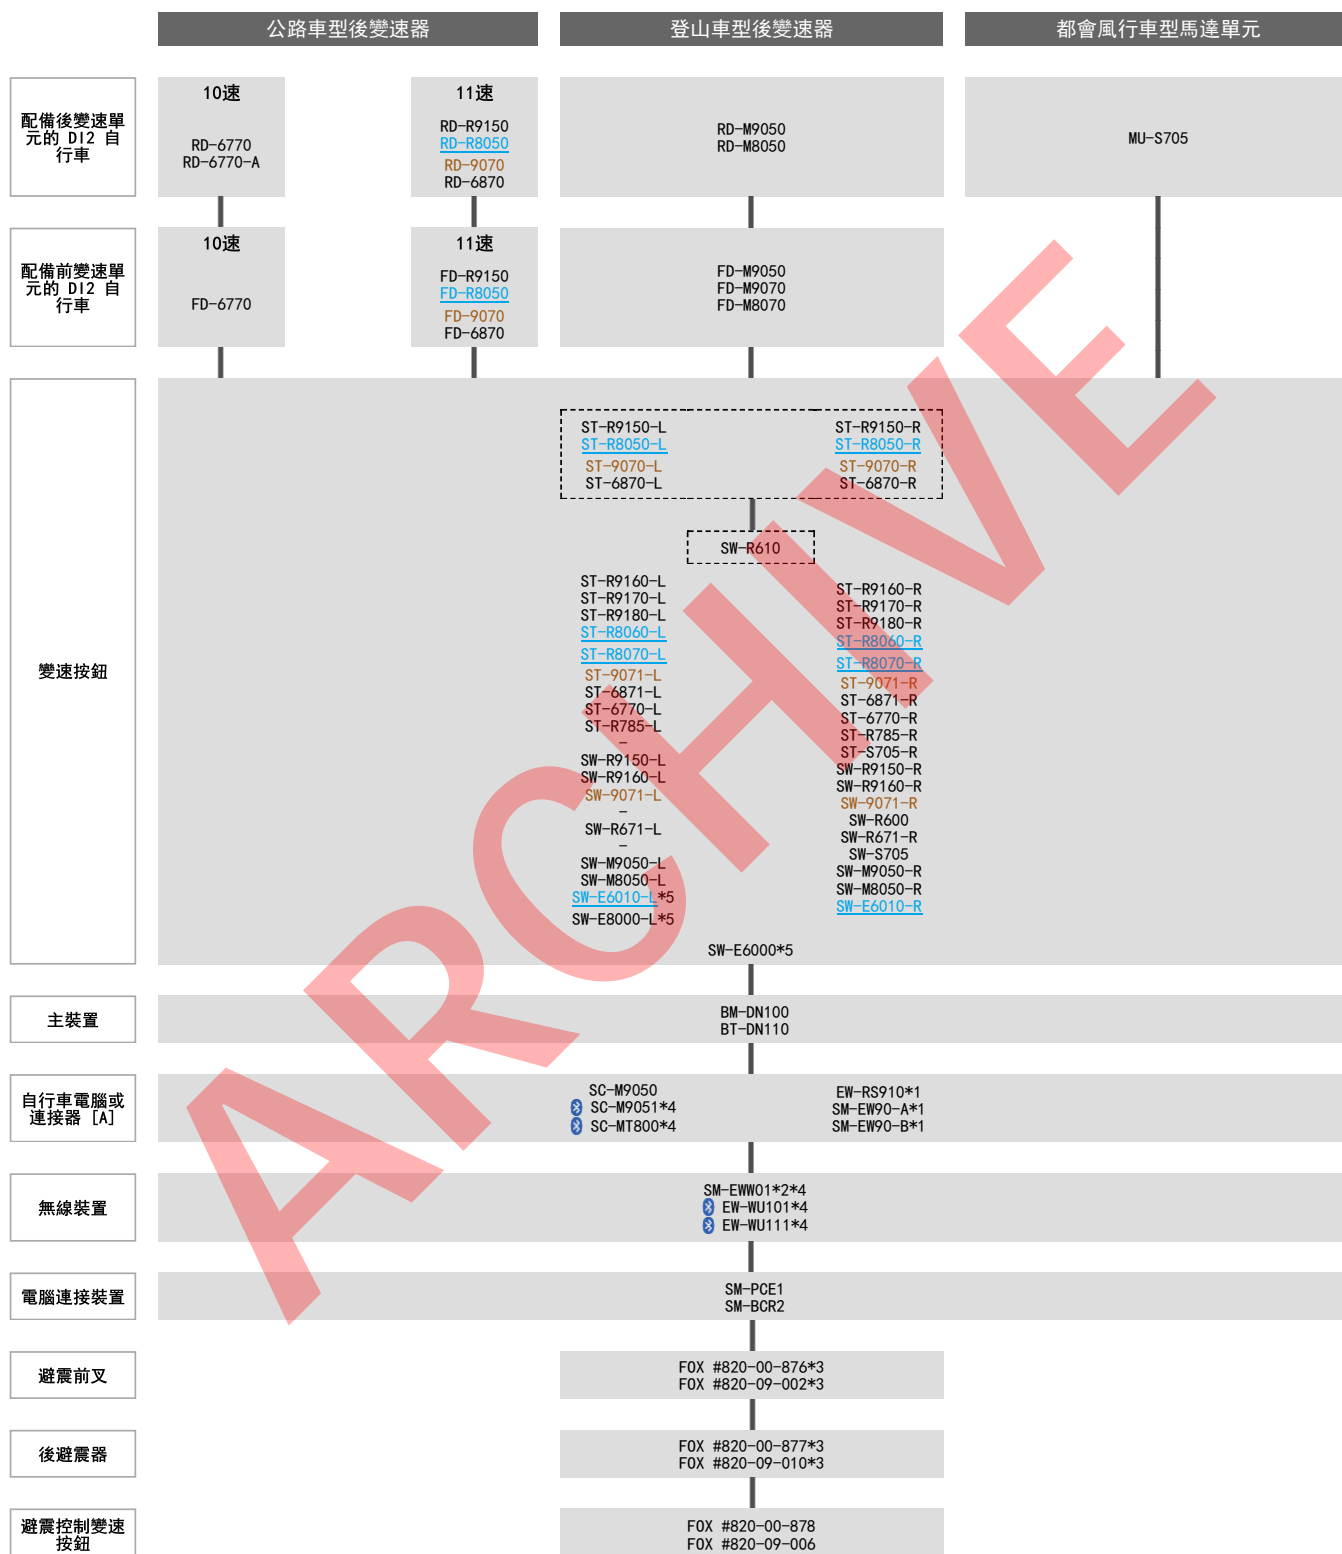 公路車型後變速器
登山車型後變速器
都會風行車型馬達單元
配備後變速單
元的 DI2 自
行車
10速
RD-6770
RD-6770-A
11速
RD-R9150
RD-R8050
RD-9070
RD-6870
RD-M9050
RD-M8050
MU-S705
配備前變速單
元的 DI2 自
行車
10速
FD-6770
11速
FD-R9150
FD-R8050
FD-9070
FD-6870
FD-M9050
FD-M9070
FD-M8070
變速按鈕
ST-R9150-L
ST-R8050-L
ST-9070-L
ST-6870-L
ST-R9150-R
ST-R8050-R
ST-9070-R
ST-6870-R
SW-R610
ST-R9160-L
ST-R9170-L
ST-R9180-L
ST-R8060-L
ST-R8070-L
ST-9071-L
ST-6871-L
ST-6770-L
ST-R785-L
-
SW-R9150-L
SW-R9160-L
SW-9071-L
-
SW-R671-L
-
SW-M9050-L
SW-M8050-L
SW-E6010-L*5
SW-E8000-L*5
ST-R9160-R
ST-R9170-R
ST-R9180-R
ST-R8060-R
ST-R8070-R
ST-9071-R
ST-6871-R
ST-6770-R
ST-R785-R
ST-S705-R
SW-R9150-R
SW-R9160-R
SW-9071-R
SW-R600
SW-R671-R
SW-S705
SW-M9050-R
SW-M8050-R
SW-E6010-R
SW-E6000*5
主裝置
BM-DN100
BT-DN110
自行車電腦或
連接器 [A]
SC-M9050
SC-M9051*4
SC-MT800*4
EW-RS910*1
SM-EW90-A*1
SM-EW90-B*1
無線裝置
SM-EWW01*2*4
EW-WU101*4
EW-WU111*4
電腦連接裝置
SM-PCE1
SM-BCR2
避震前叉
FOX #820-00-876*3
FOX #820-09-002*3
後避震器
FOX #820-00-877*3
FOX #820-09-010*3
避震控制變速
按鈕
FOX #820-00-878
FOX #820-09-006
ARCHIVE